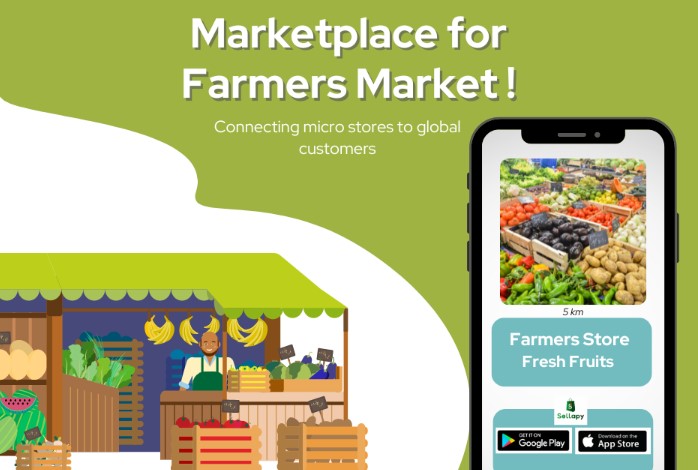 Marketplace for
Farmers Market !
Connecting micro stores to global
customers
5 km
Farmers Store
Fresh Fruits
Sellapy
GET IT ON
Google Play
Download on the
App Store